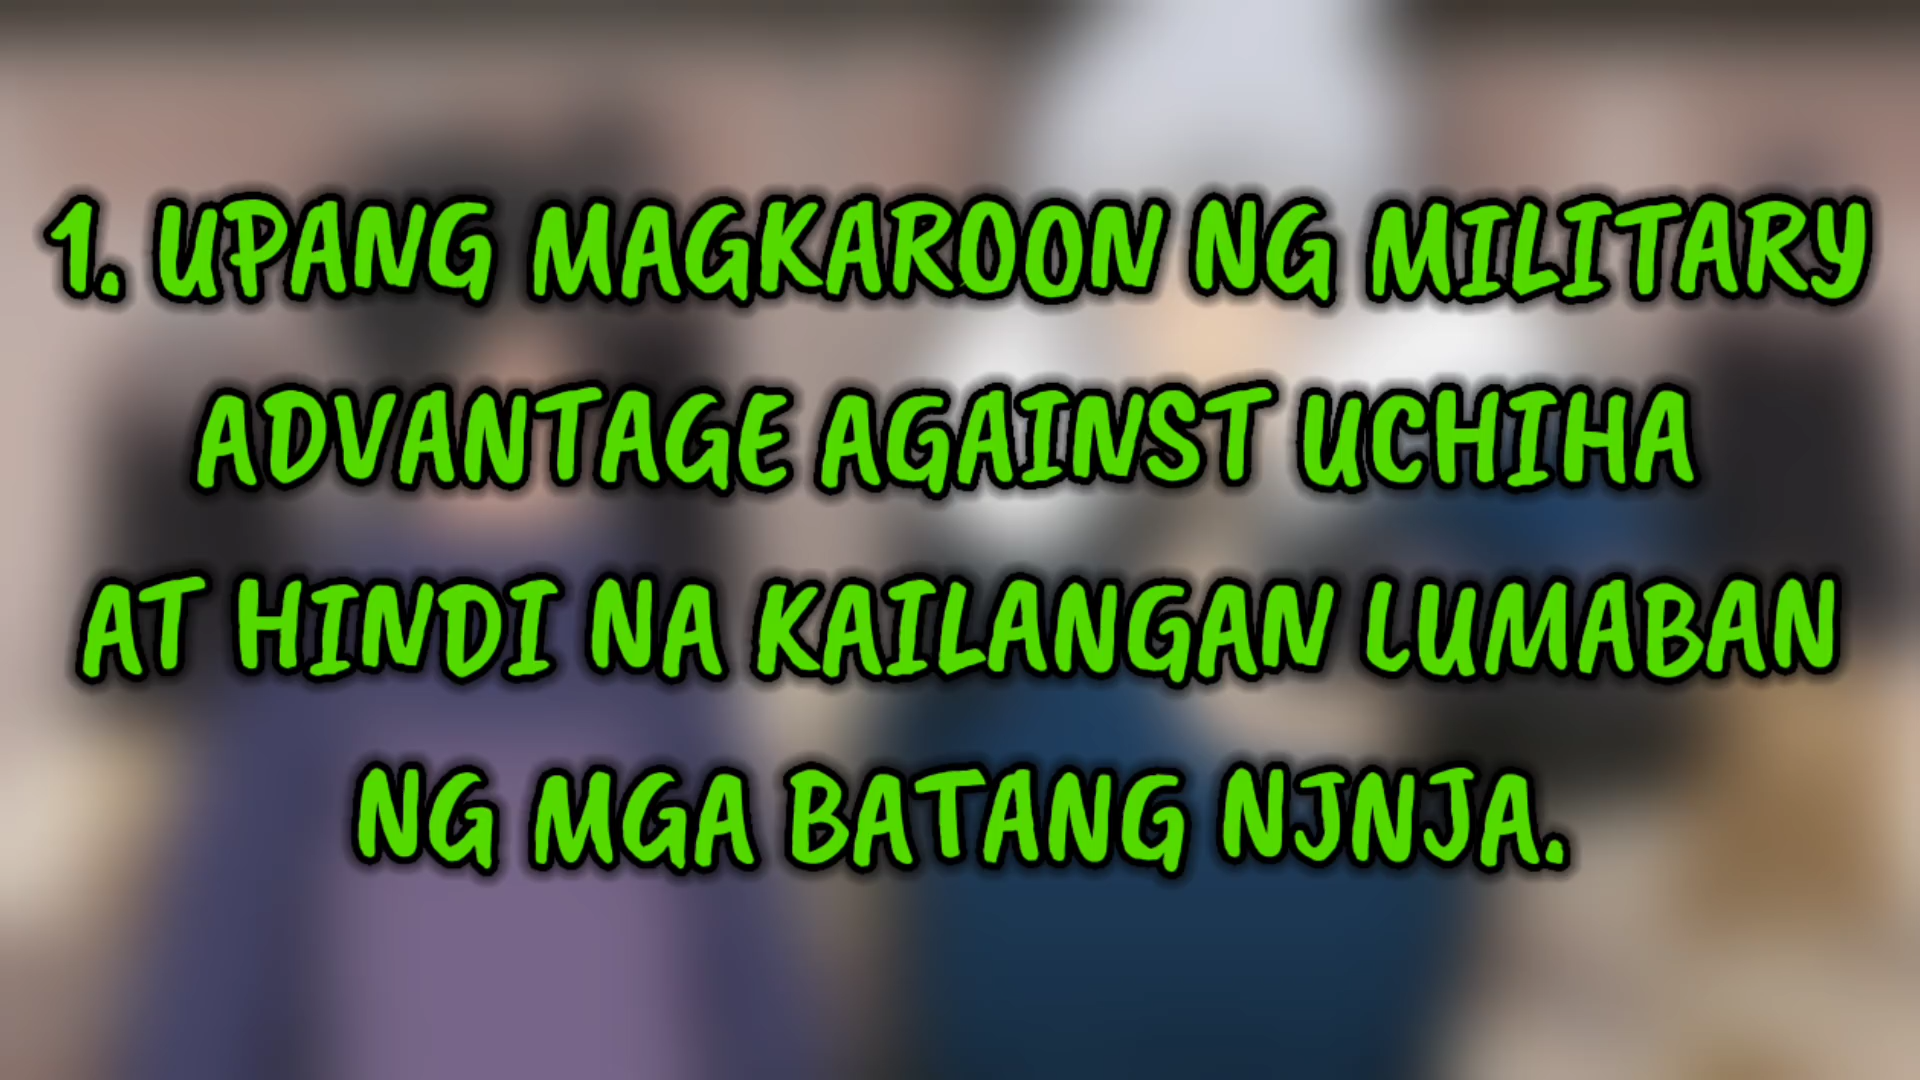 1. UPANG MAGKAROON NG MILITARY
ADVANTAGE AGAINST UCHIHA
AT HINDI NA KAILANGAN LUMABAN
NG MGA BATANG NJNJA.